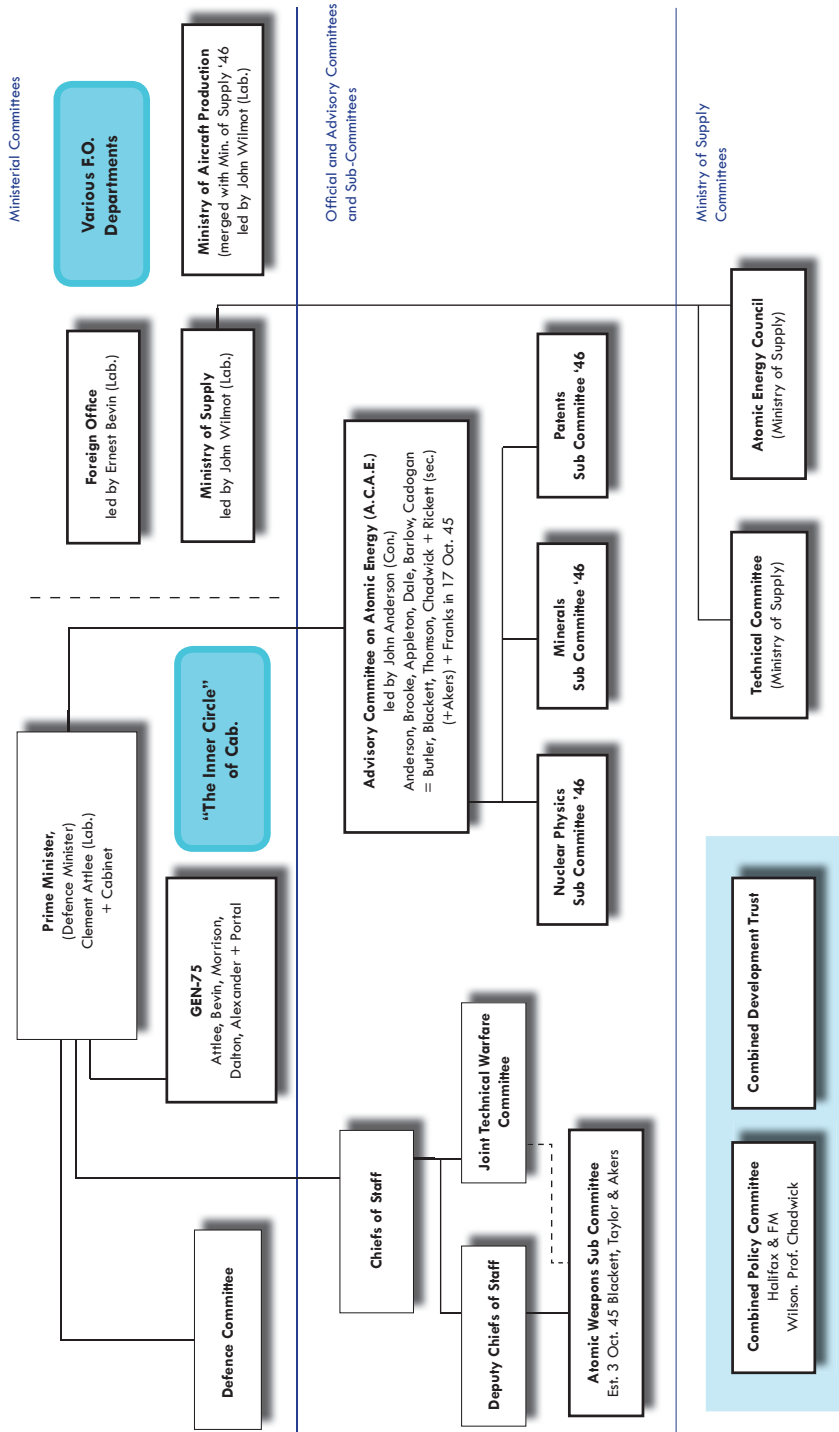 Ministerial Committees
Prime Minister,
(Defence Minister)
Clement Attlee (Lab.)
+ Cabinet
Defence Committee
GEN-75
Attlee, Bevin, Morrison,
Dalton, Alexander + Portal
“The Inner Circle”
of Cab.
Foreign Office
led by Ernest Bevin (Lab.)
Various F.O.
Departments
Ministry of Supply
led by John Wilmot (Lab.)
Ministry of Aircraft Production
(merged with Min. of Supply ‘46
led by John Wilmot (Lab.)
Official and Advisory Committees
and Sub-Committees
Chiefs of Staff
Deputy Chiefs of Staff
Joint Technical Warfare
Committee
Atomic Weapons Sub Committee
Est. 3 Oct. 45 Blackett, Taylor & Akers
Advisory Committee on Atomic Energy (A.C.A.E.)
led by John Anderson (Con.)
Anderson, Brooke, Appleton, Dale, Barlow, Cadogan
= Butler, Blackett, Thomson, Chadwick + Rickett (sec.)
(+Akers) + Franks in 17 Oct. 45
Nuclear Physics
Sub Committee ’46
Minerals
Sub Committee ‘46
Patents
Sub Committee ‘46
Ministry of Supply
Committees
Combined Policy Committee
Halifax & FM
Wilson. Prof. Chadwick
Combined Development Trust
Technical Committee
(Ministry of Supply)
Atomic Energy Council
(Ministry of Supply)